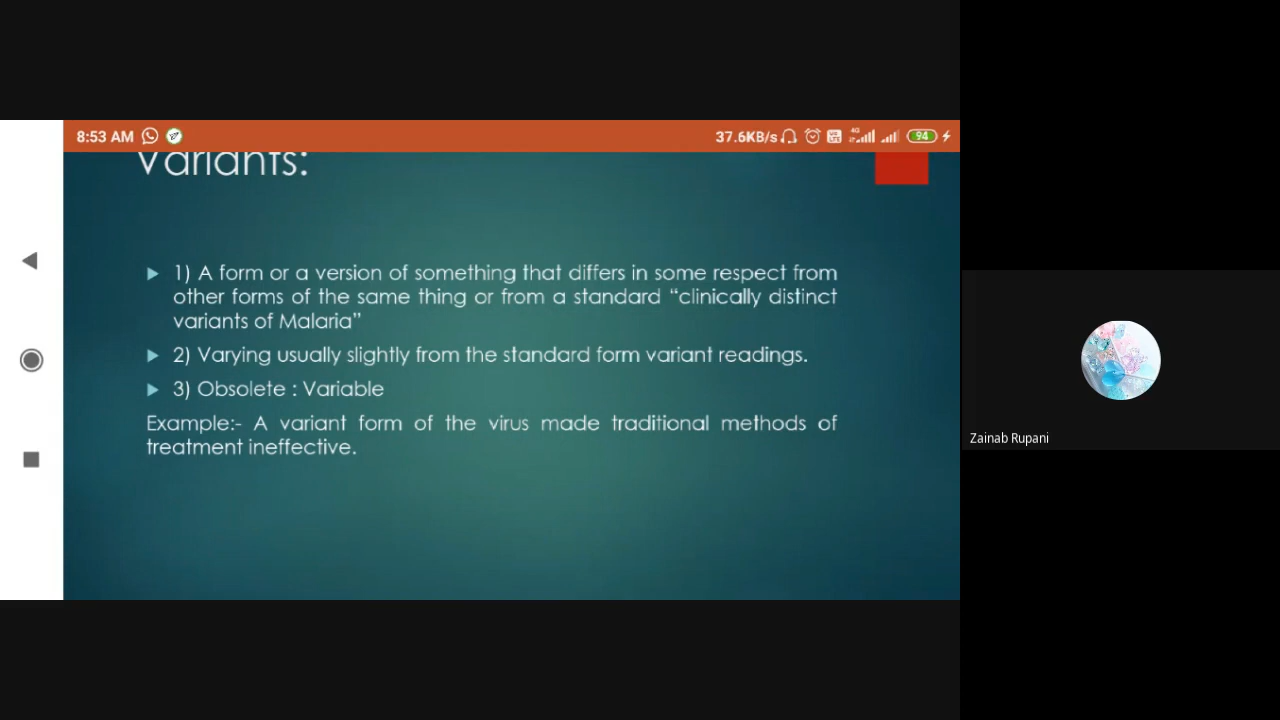 8:53 AM
37.6KB/s
4G
94
Variants:
1) A form or a version of something that differs in some respect from
other forms of the same thing or from a standard “clinically distinct
variants of Malaria”
2) Varying usually slightly from the standard form variant readings.
3) Obsolete : Variable
Example:- A variant form of the virus made traditional methods of
treatment ineffective.
Zainab Rupani